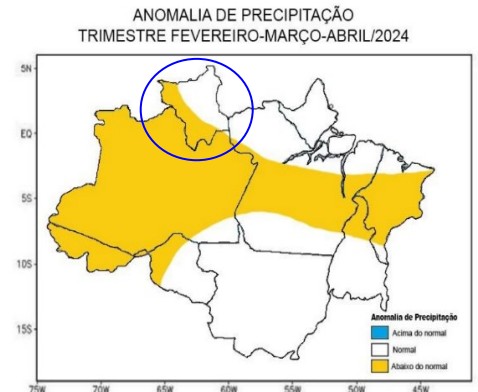 ANOMALIA DE PRECIPITAÇÃO
TRIMESTRE FEVEREIRO-MARÇO-ABRIL/2024
5N
EQ
5S
10S
15S
75W 70W 65W 60W 55W 50W 45W
Anomalia de Precipitação
Acima do normal
Normal
Abaixo do normal